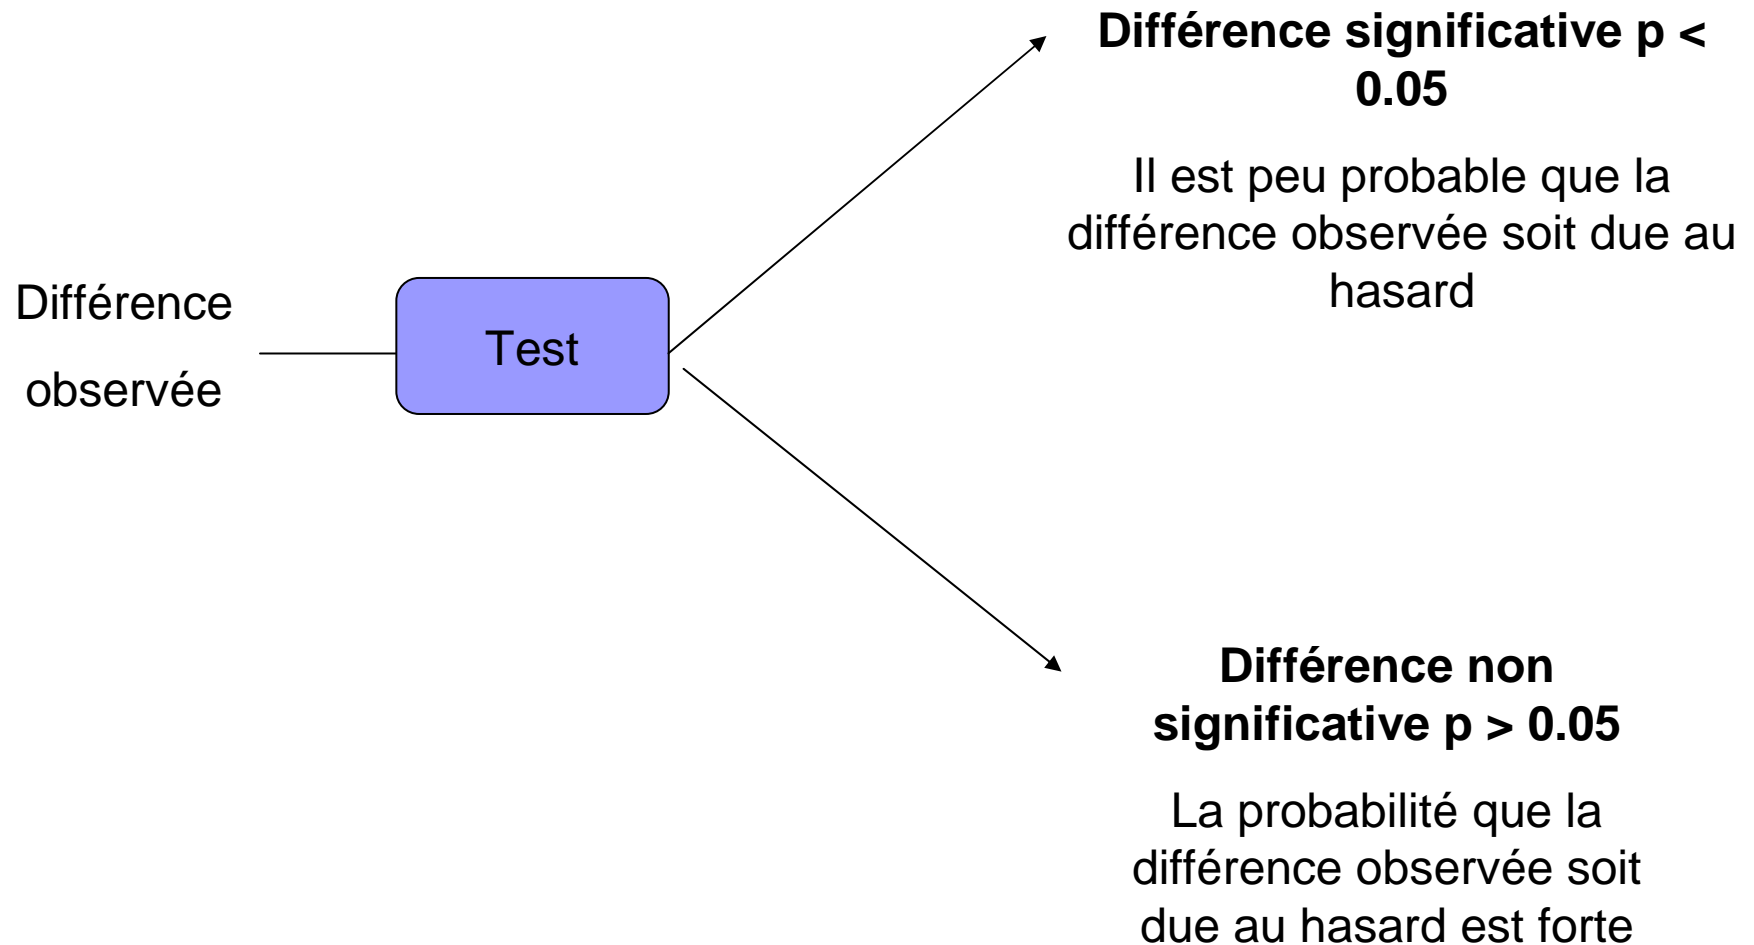 Différence
observée
Test
Différence significative p <
0.05
Il est peu probable que la
différence observée soit due au
hasard
Différence non
significative p > 0.05
La probabilité que la
différence observée soit
due au hasard est forte